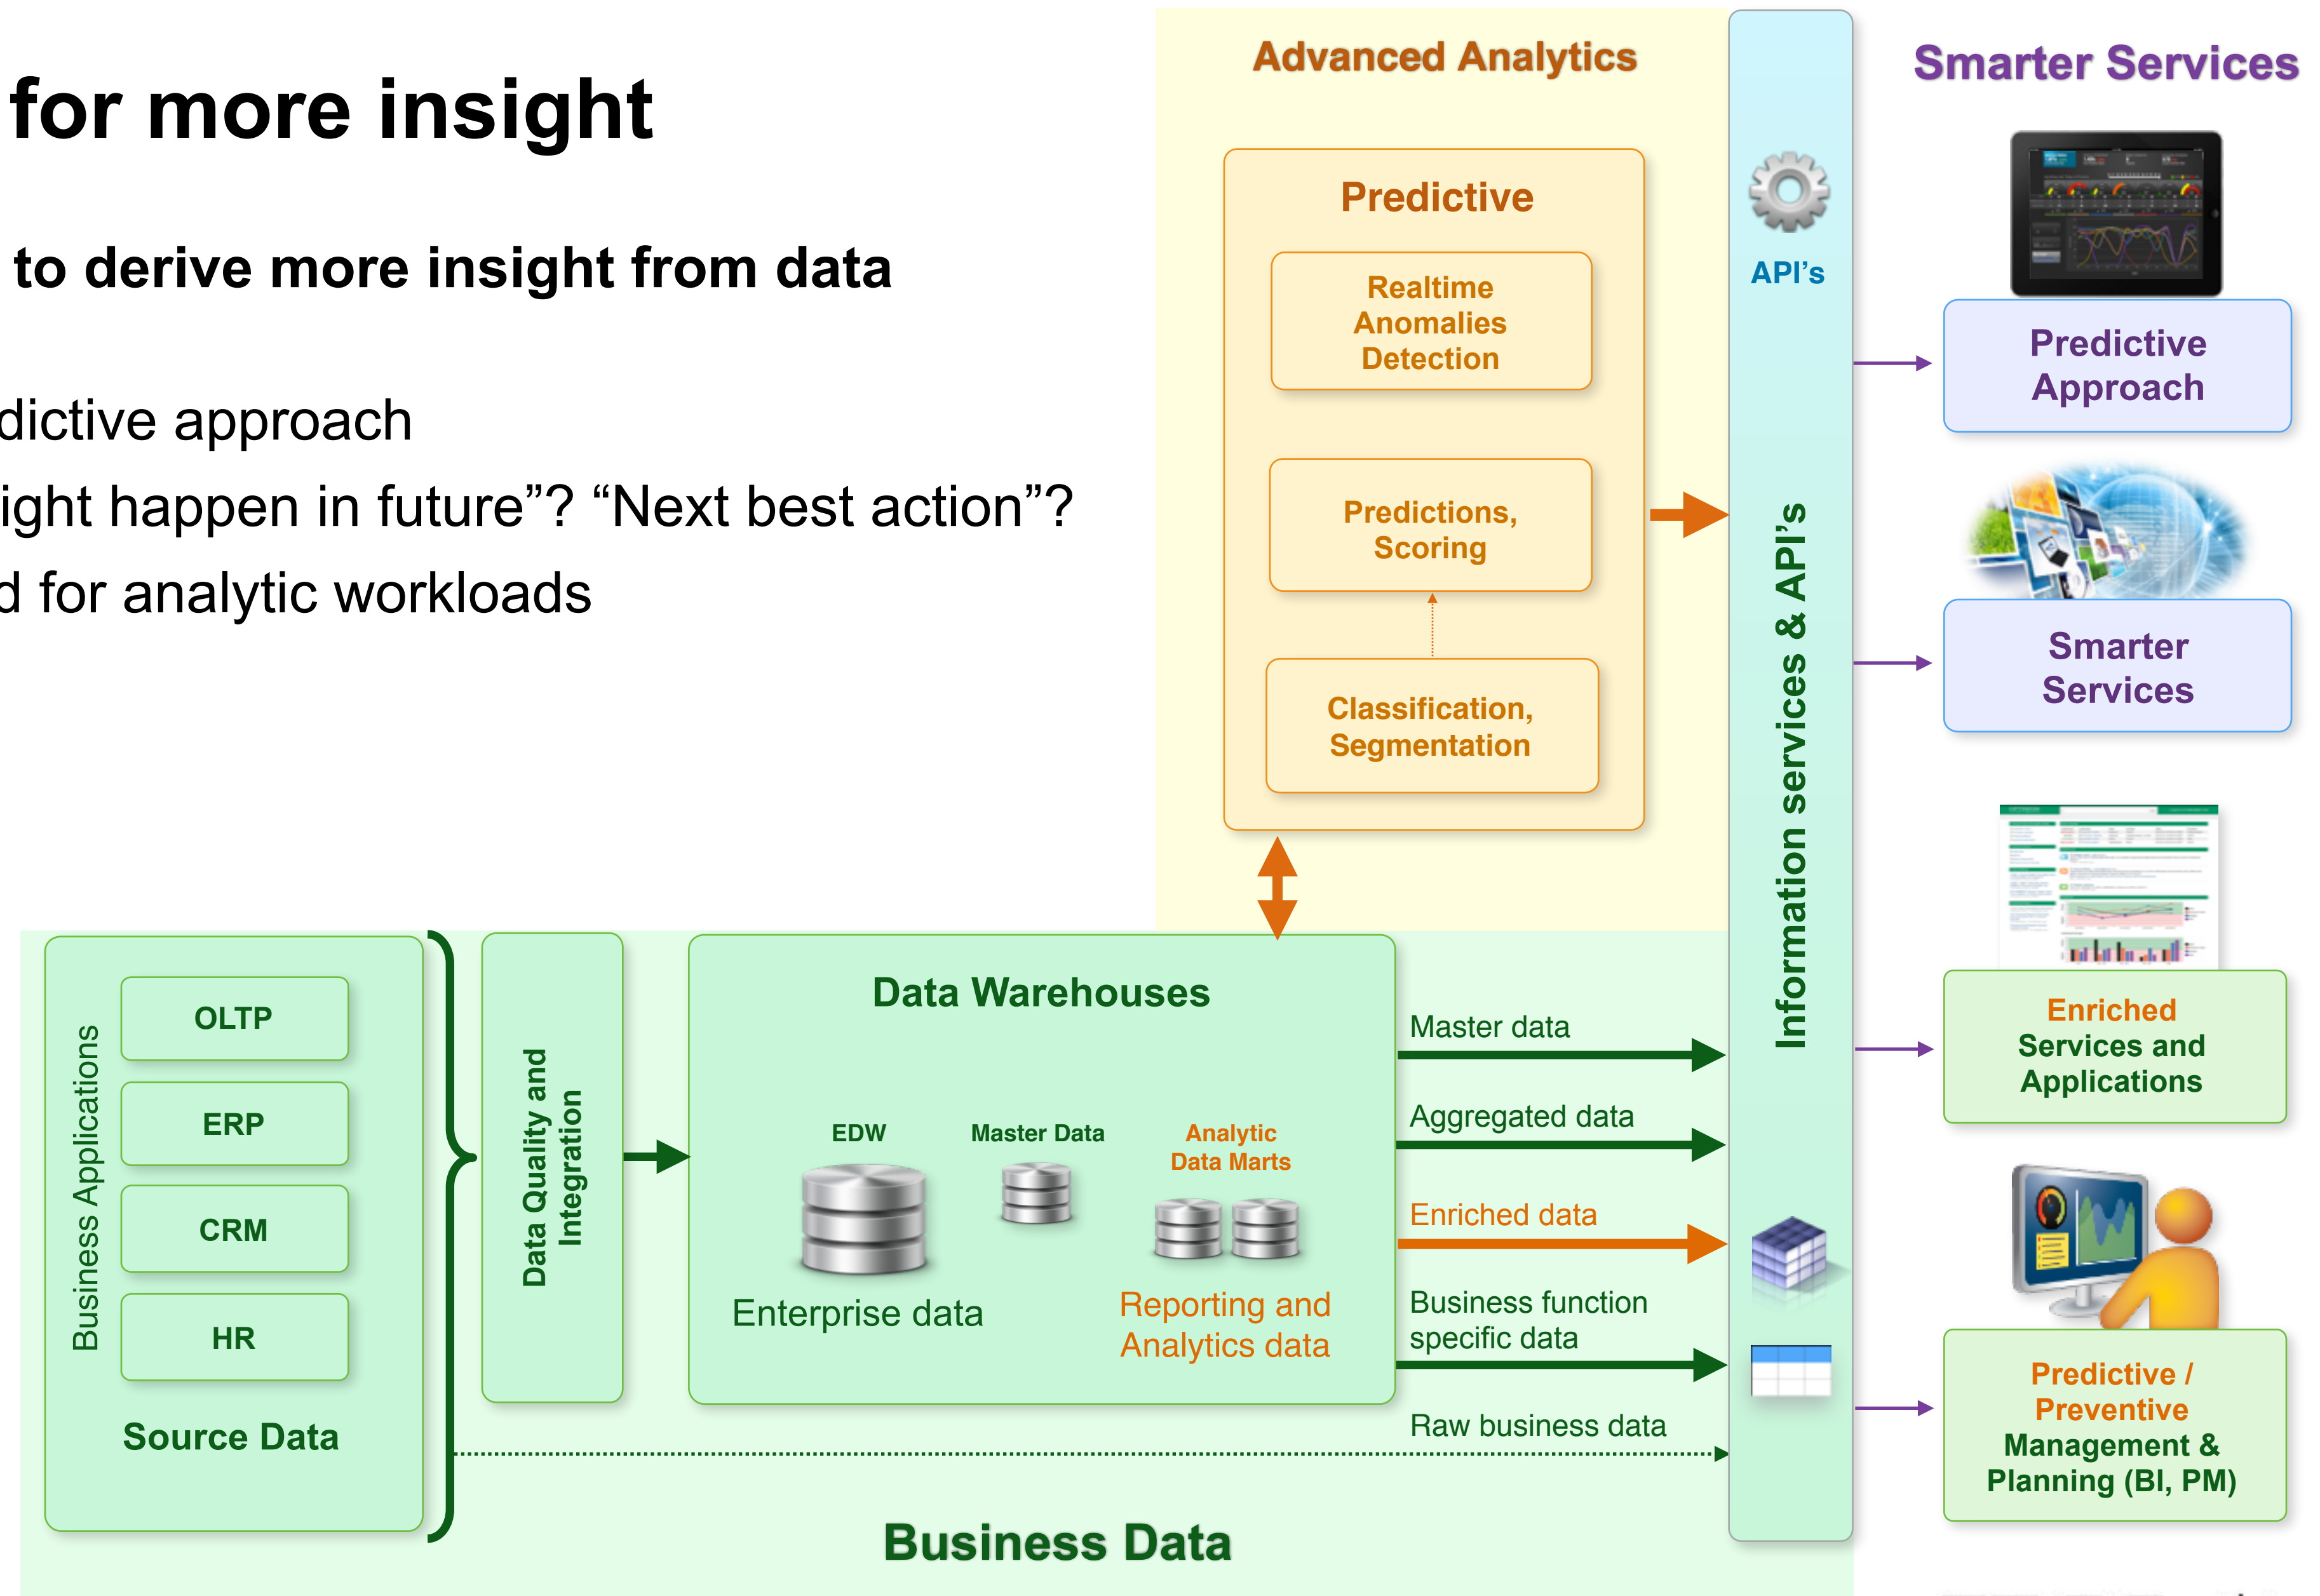 for more insight
to derive more insight from data
dictive approach
ight happen in future”? “Next best action”?
d for analytic workloads
Advanced Analytics
Predictive
Realtime
Anomalies
Detection
Predictions,
Scoring
Classification,
Segmentation
API’s
Information services & API’s
Smarter Services
Predictive
Approach
Smarter
Services
Enriched
Services and
Applications
Predictive /
Preventive
Management &
Planning (BI, PM)
Business Applications
OLTP
ERP
CRM
HR
Source Data
Data Quality and
Integration
Data Warehouses
EDW
Master Data
Analytic
Data Marts
Enterprise data
Reporting and
Analytics data
Master data
Aggregated data
Enriched data
Business function
specific data
Raw business data
Business Data